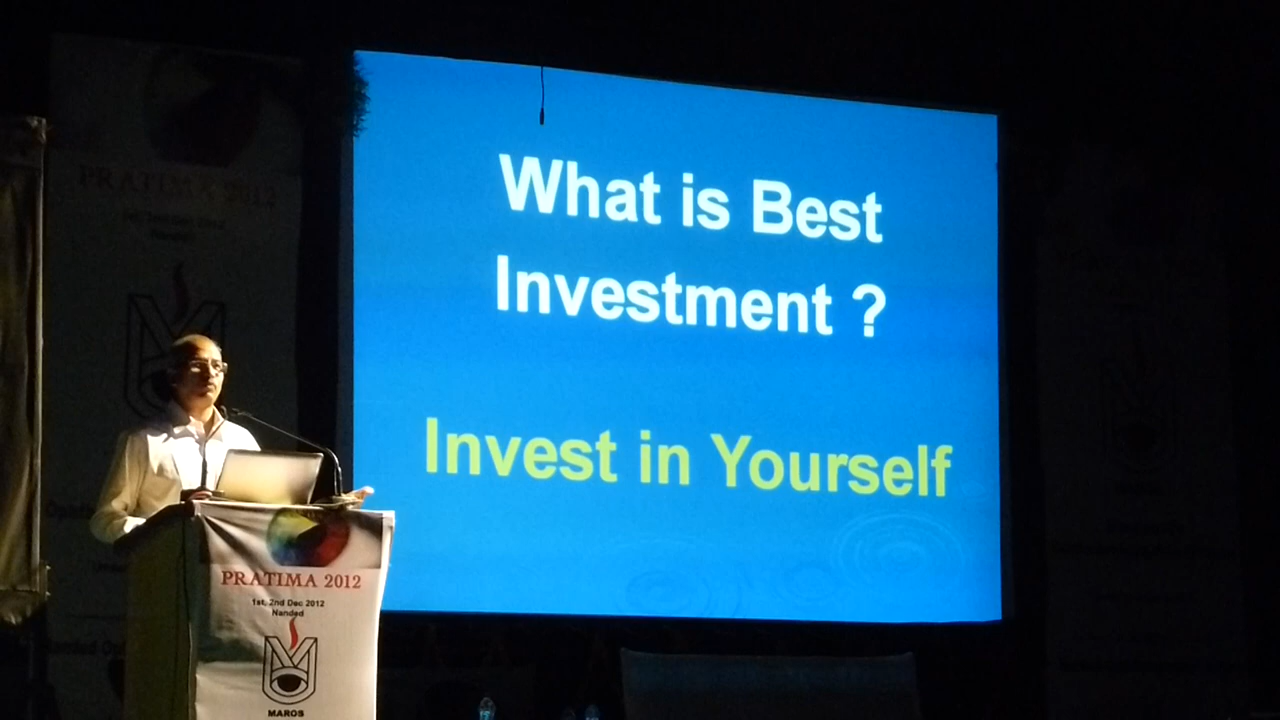 What is Best
Investment ?
Invest in Yourself
PRATIMA 2012
PRATIMA 2012
1st, 2nd Dec 2012
Nanded
MAROS